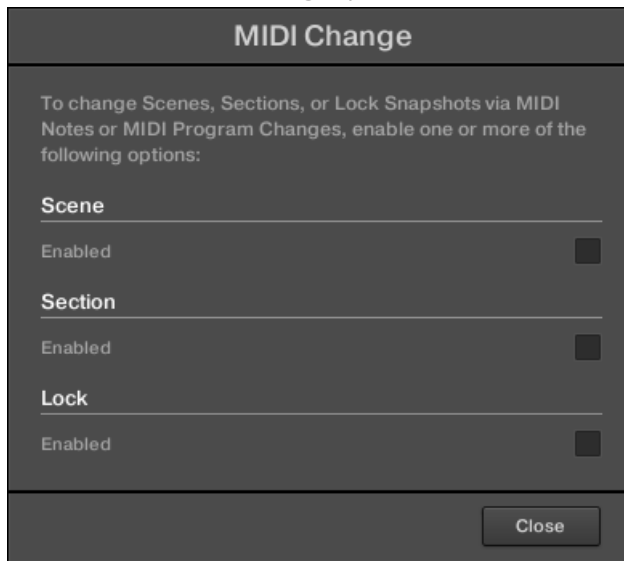 MIDI Change
To change Scenes, Sections, or Lock Snapshots via MIDI
Notes or MIDI Program Changes, enable one or more of the
following options:
Scene
Enabled
Section
Enabled
Lock
Enabled
Close